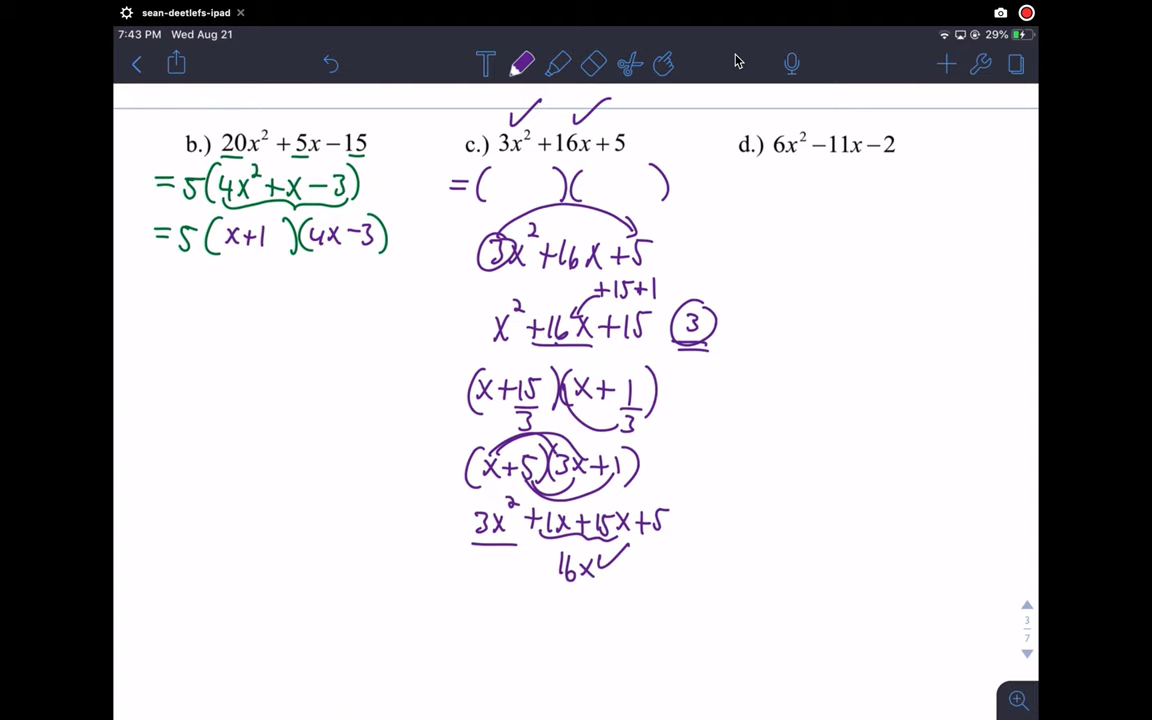 sean-deetlefs-ipad
7:43 PM Wed Aug 21
29%
b.) 20x² + 5x − 15
= 5(4x² + x − 3)
= 5(x+1)(4x−3)
c.) 3x² + 16x + 5
= ( )( )
3x² + 16x + 5
+15+1
x² + 16x + 15 3
(x + 15/3)(x + 1/3)
(x + 5)(3x + 1)
3x² + 1x + 15x + 5
16x ✓
d.) 6x² − 11x − 2
3
7